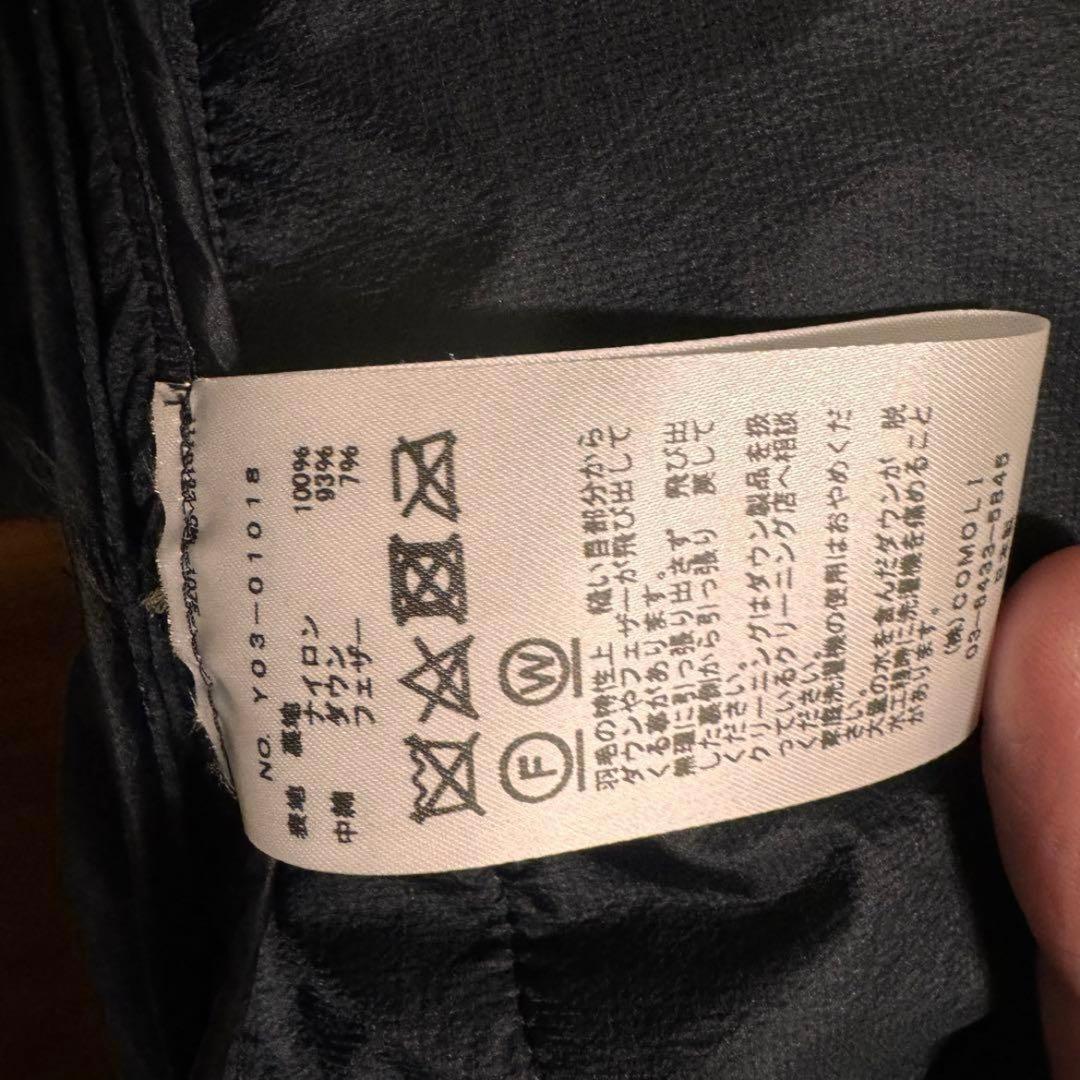 NO. Y03-01018
表地 裏地 ナイロン 100%
中綿 ダウン 93%
フェザー 7%
W
F
羽毛の特性上 縫い目部分から
ダウンやフェザーが飛び出して
くる事があります。
無理に引っ張り出さず 飛び出
した裏側から引っ張り 戻して
ください。
クリーニングはダウン製品を扱
っているクリーニング店へ相談
ください。
家庭洗濯機の使用はおやめくだ
さい。
大量の水を含んだダウンが 脱
水工程時に洗濯機を痛めること
があります。
(株)COMOLI
03-6433-0845
日本製